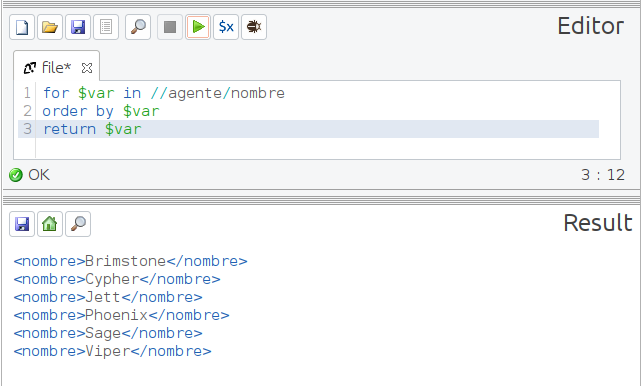 Editor
$x
file*
1 for $var in //agente/nombre
2 order by $var
3 return $var
OK 3 : 12
Result
<nombre>Brimstone</nombre>
<nombre>Cypher</nombre>
<nombre>Jett</nombre>
<nombre>Phoenix</nombre>
<nombre>Sage</nombre>
<nombre>Viper</nombre>